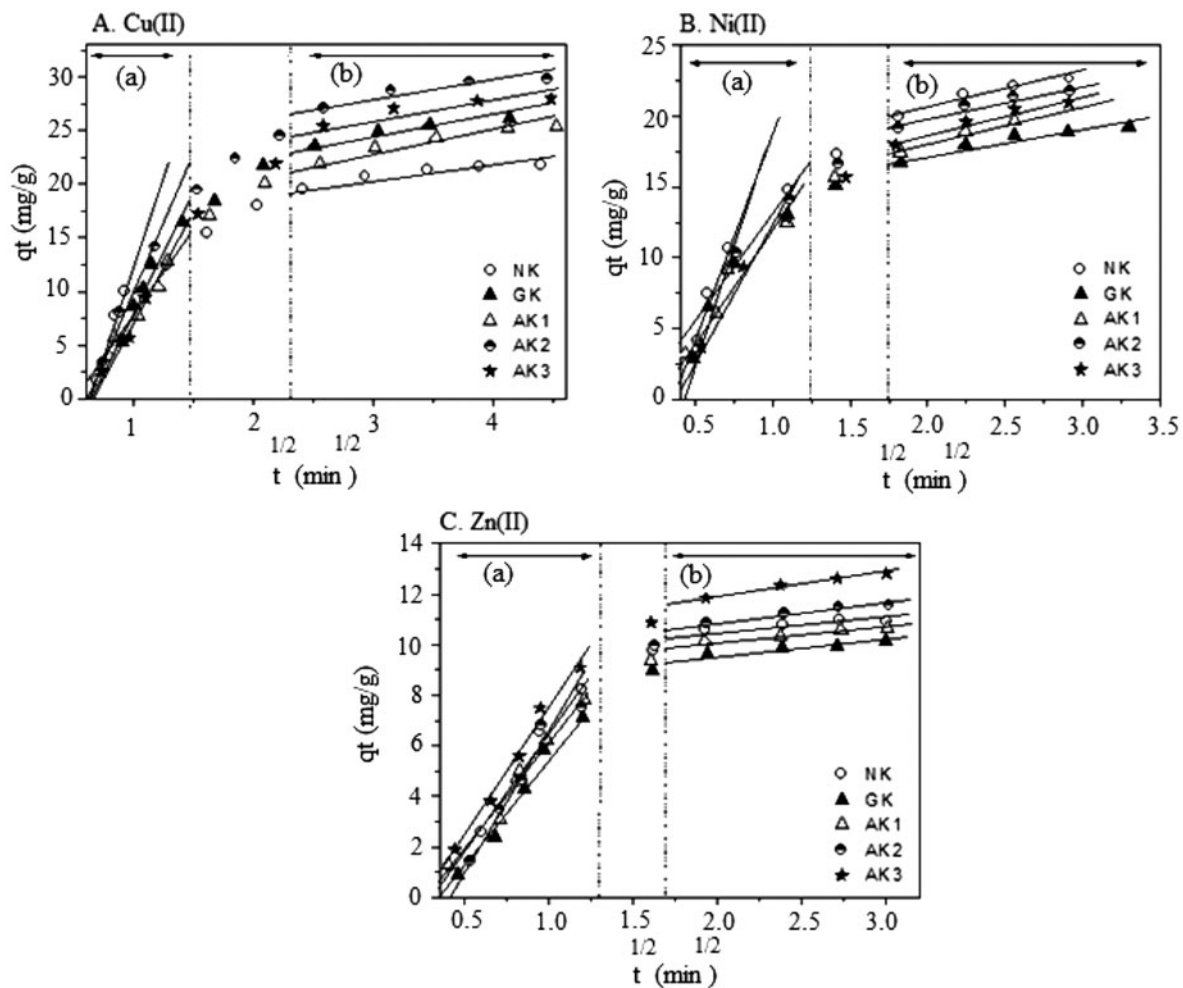 A. Cu(II)
(a)
(b)
qt (mg/g)
30
25
20
15
10
5
0
NK
GK
AK1
AK2
AK3
1 2 3 4
1/2 1/2
t (min )
B. Ni(II)
(a)
(b)
qt (mg/g)
25
20
15
10
5
0
NK
GK
AK1
AK2
AK3
0.5 1.0 1.5 2.0 2.5 3.0 3.5
1/2 1/2
t (min )
C. Zn(II)
(a)
(b)
qt (mg/g)
14
12
10
8
6
4
2
0
NK
GK
AK1
AK2
AK3
0.5 1.0 1.5 2.0 2.5 3.0
1/2 1/2
t (min )